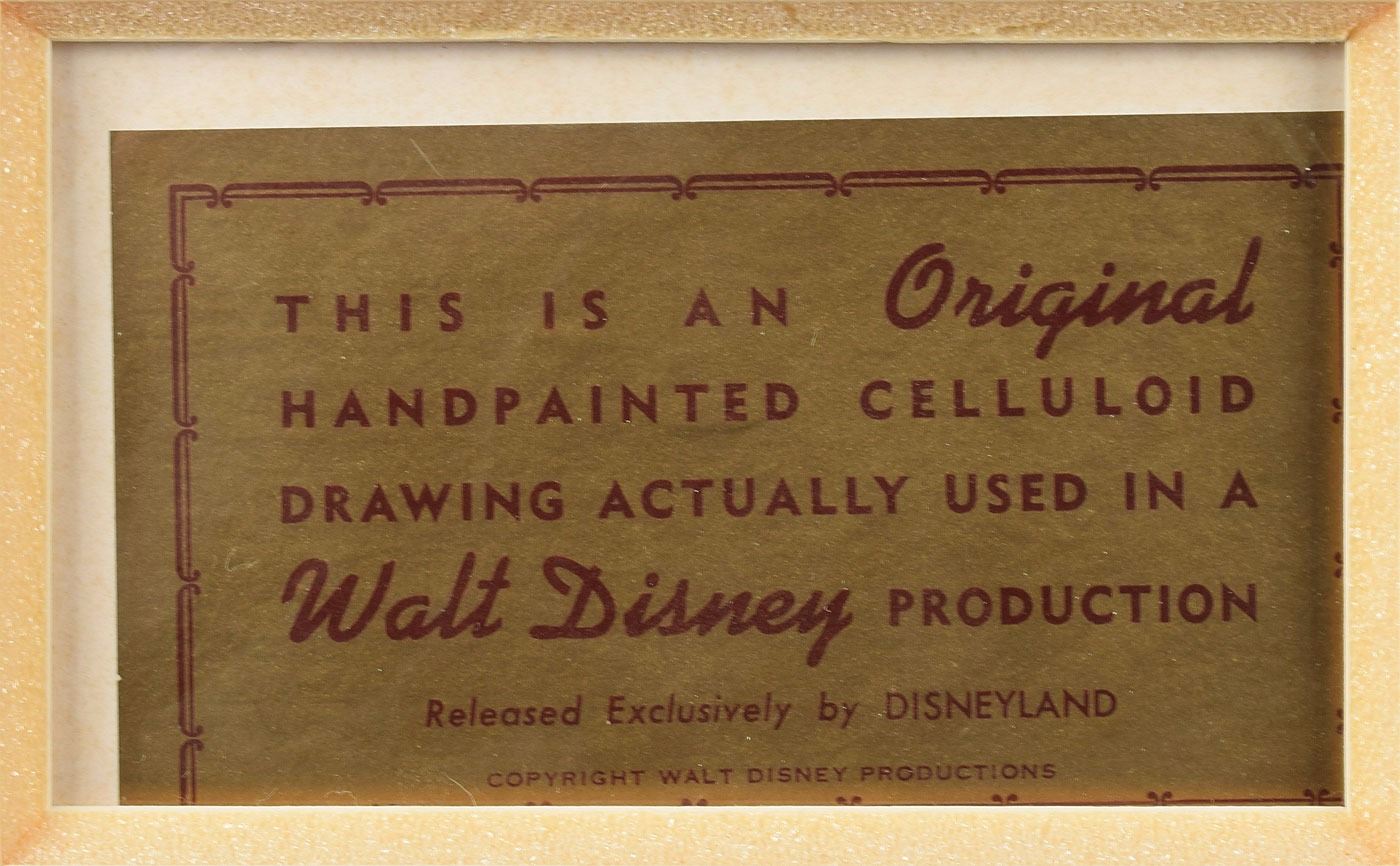 THIS IS AN Original
HANDPAINTED CELLULOID
DRAWING ACTUALLY USED IN A
Walt Disney PRODUCTION
Released Exclusively by DISNEYLAND
COPYRIGHT WALT DISNEY PRODUCTIONS